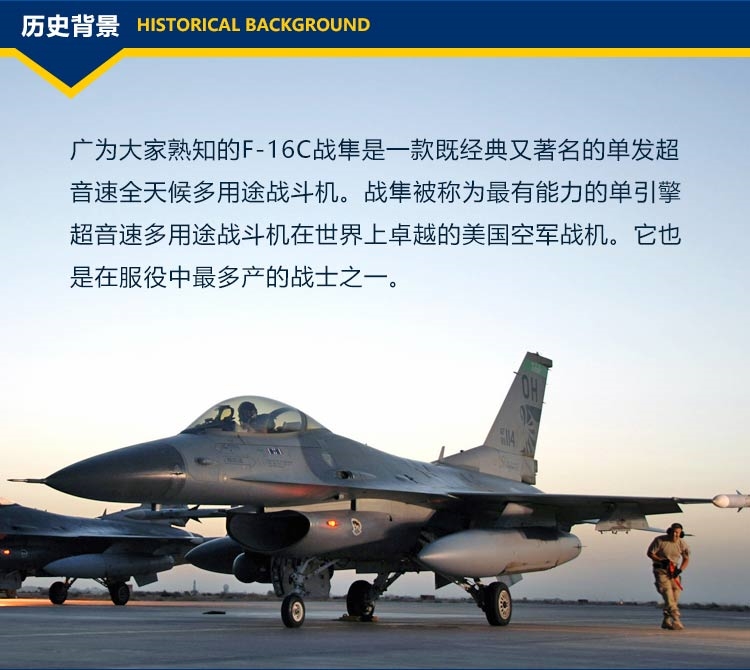 历史背景 HISTORICAL BACKGROUND
广为大家熟知的F-16C战隼是一款既经典又著名的单发超
音速全天候多用途战斗机。战隼被称为最有能力的单引擎
超音速多用途战斗机在世界上卓越的美国空军战机。它也
是在服役中最多产的战士之一。
OH
114